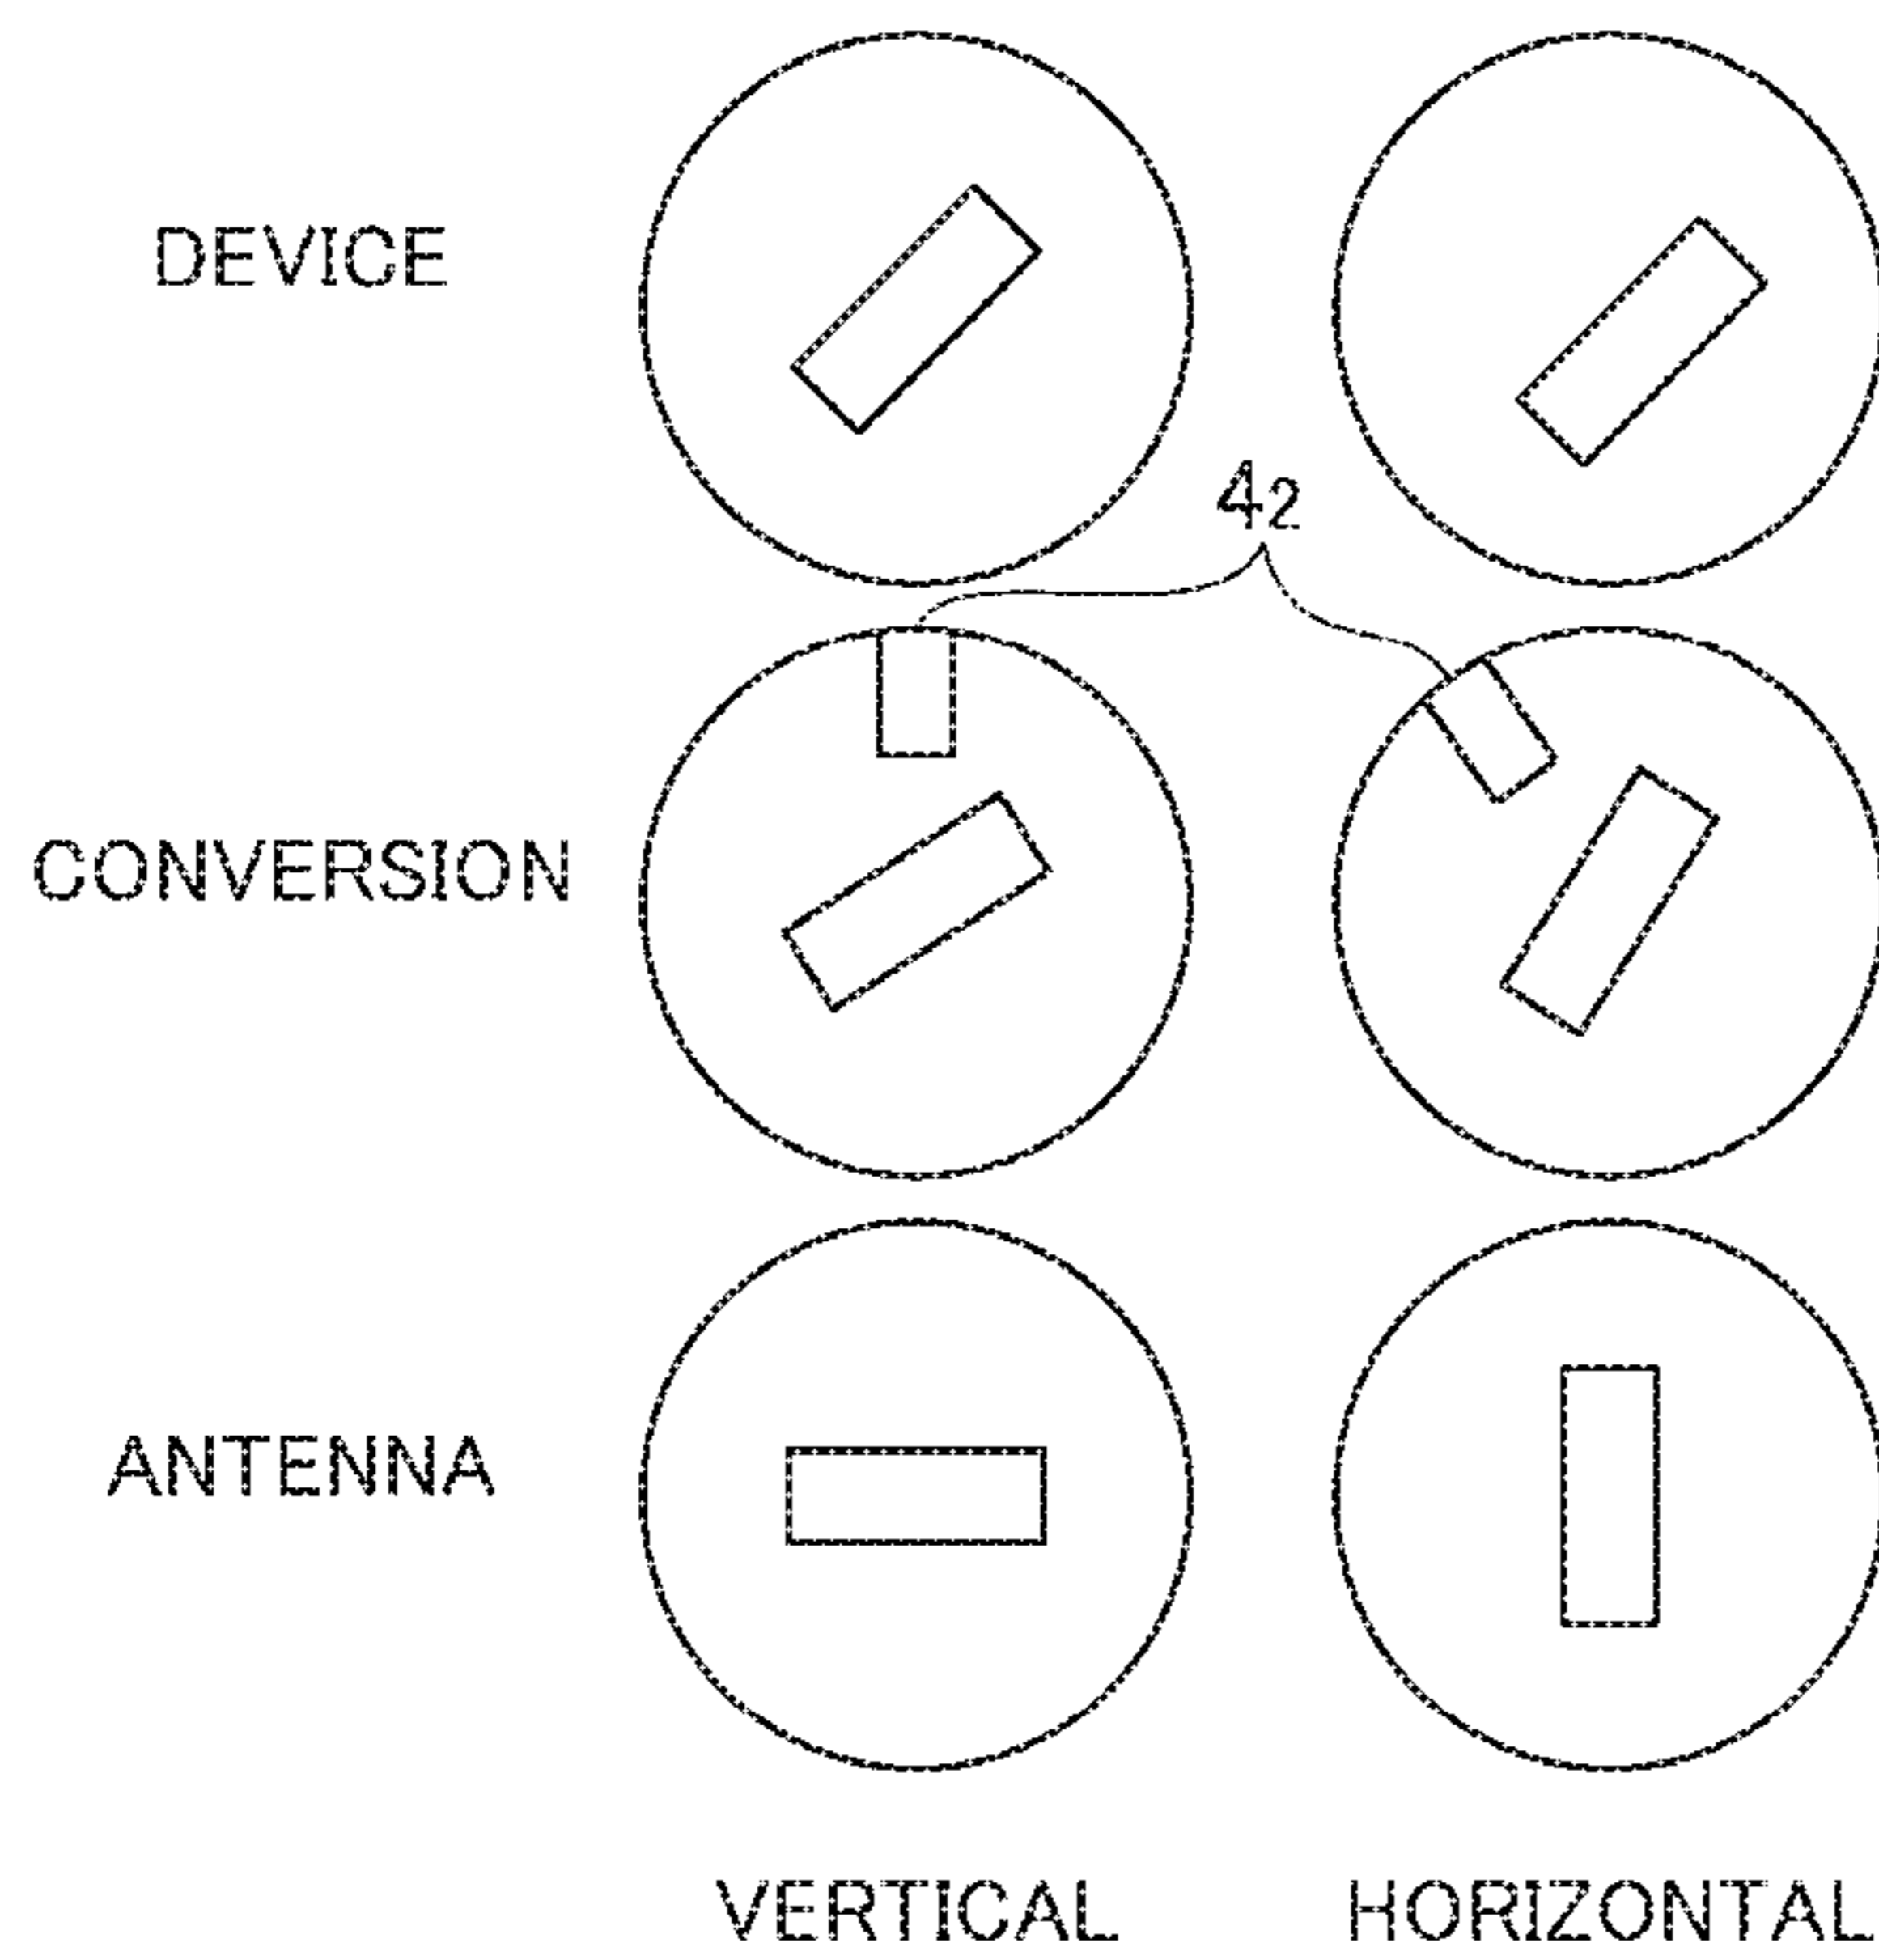 DEVICE
42
CONVERSION
ANTENNA
VERTICAL HORIZONTAL